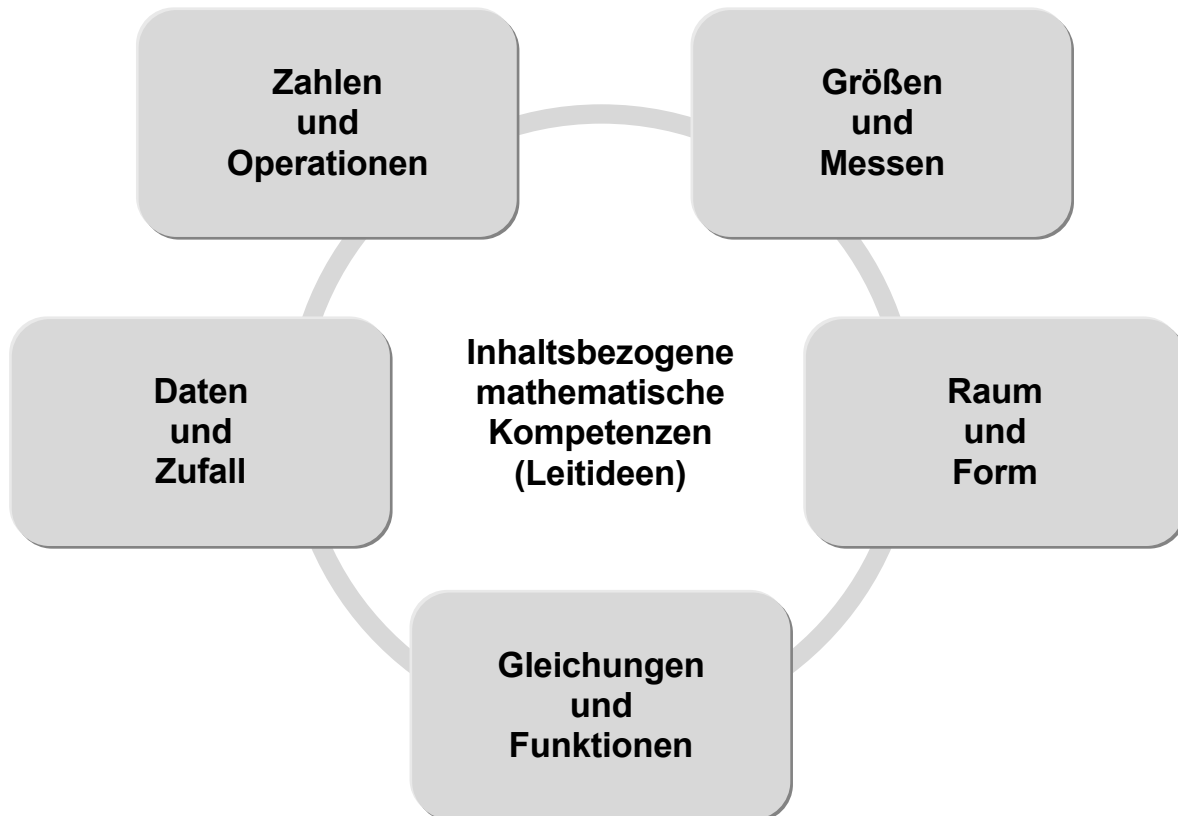 Zahlen
und
Operationen
Größen
und
Messen
Daten
und
Zufall
Inhaltsbezogene
mathematische
Kompetenzen
(Leitideen)
Raum
und
Form
Gleichungen
und
Funktionen